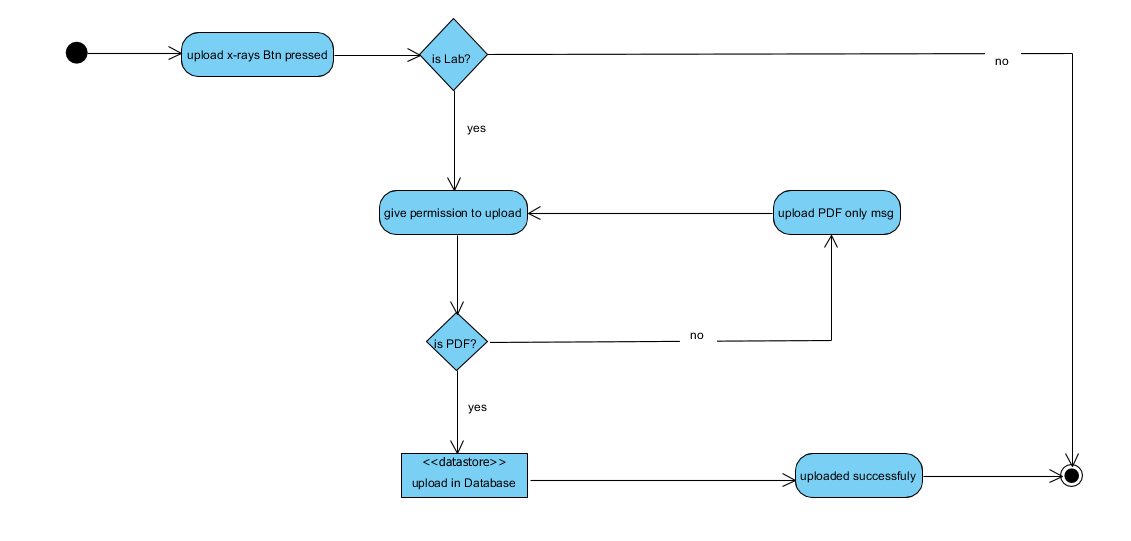 upload x-rays Btn pressed
is Lab?
no
yes
give permission to upload
upload PDF only msg
is PDF?
no
yes
<<datastore>>
upload in Database
uploaded successfuly